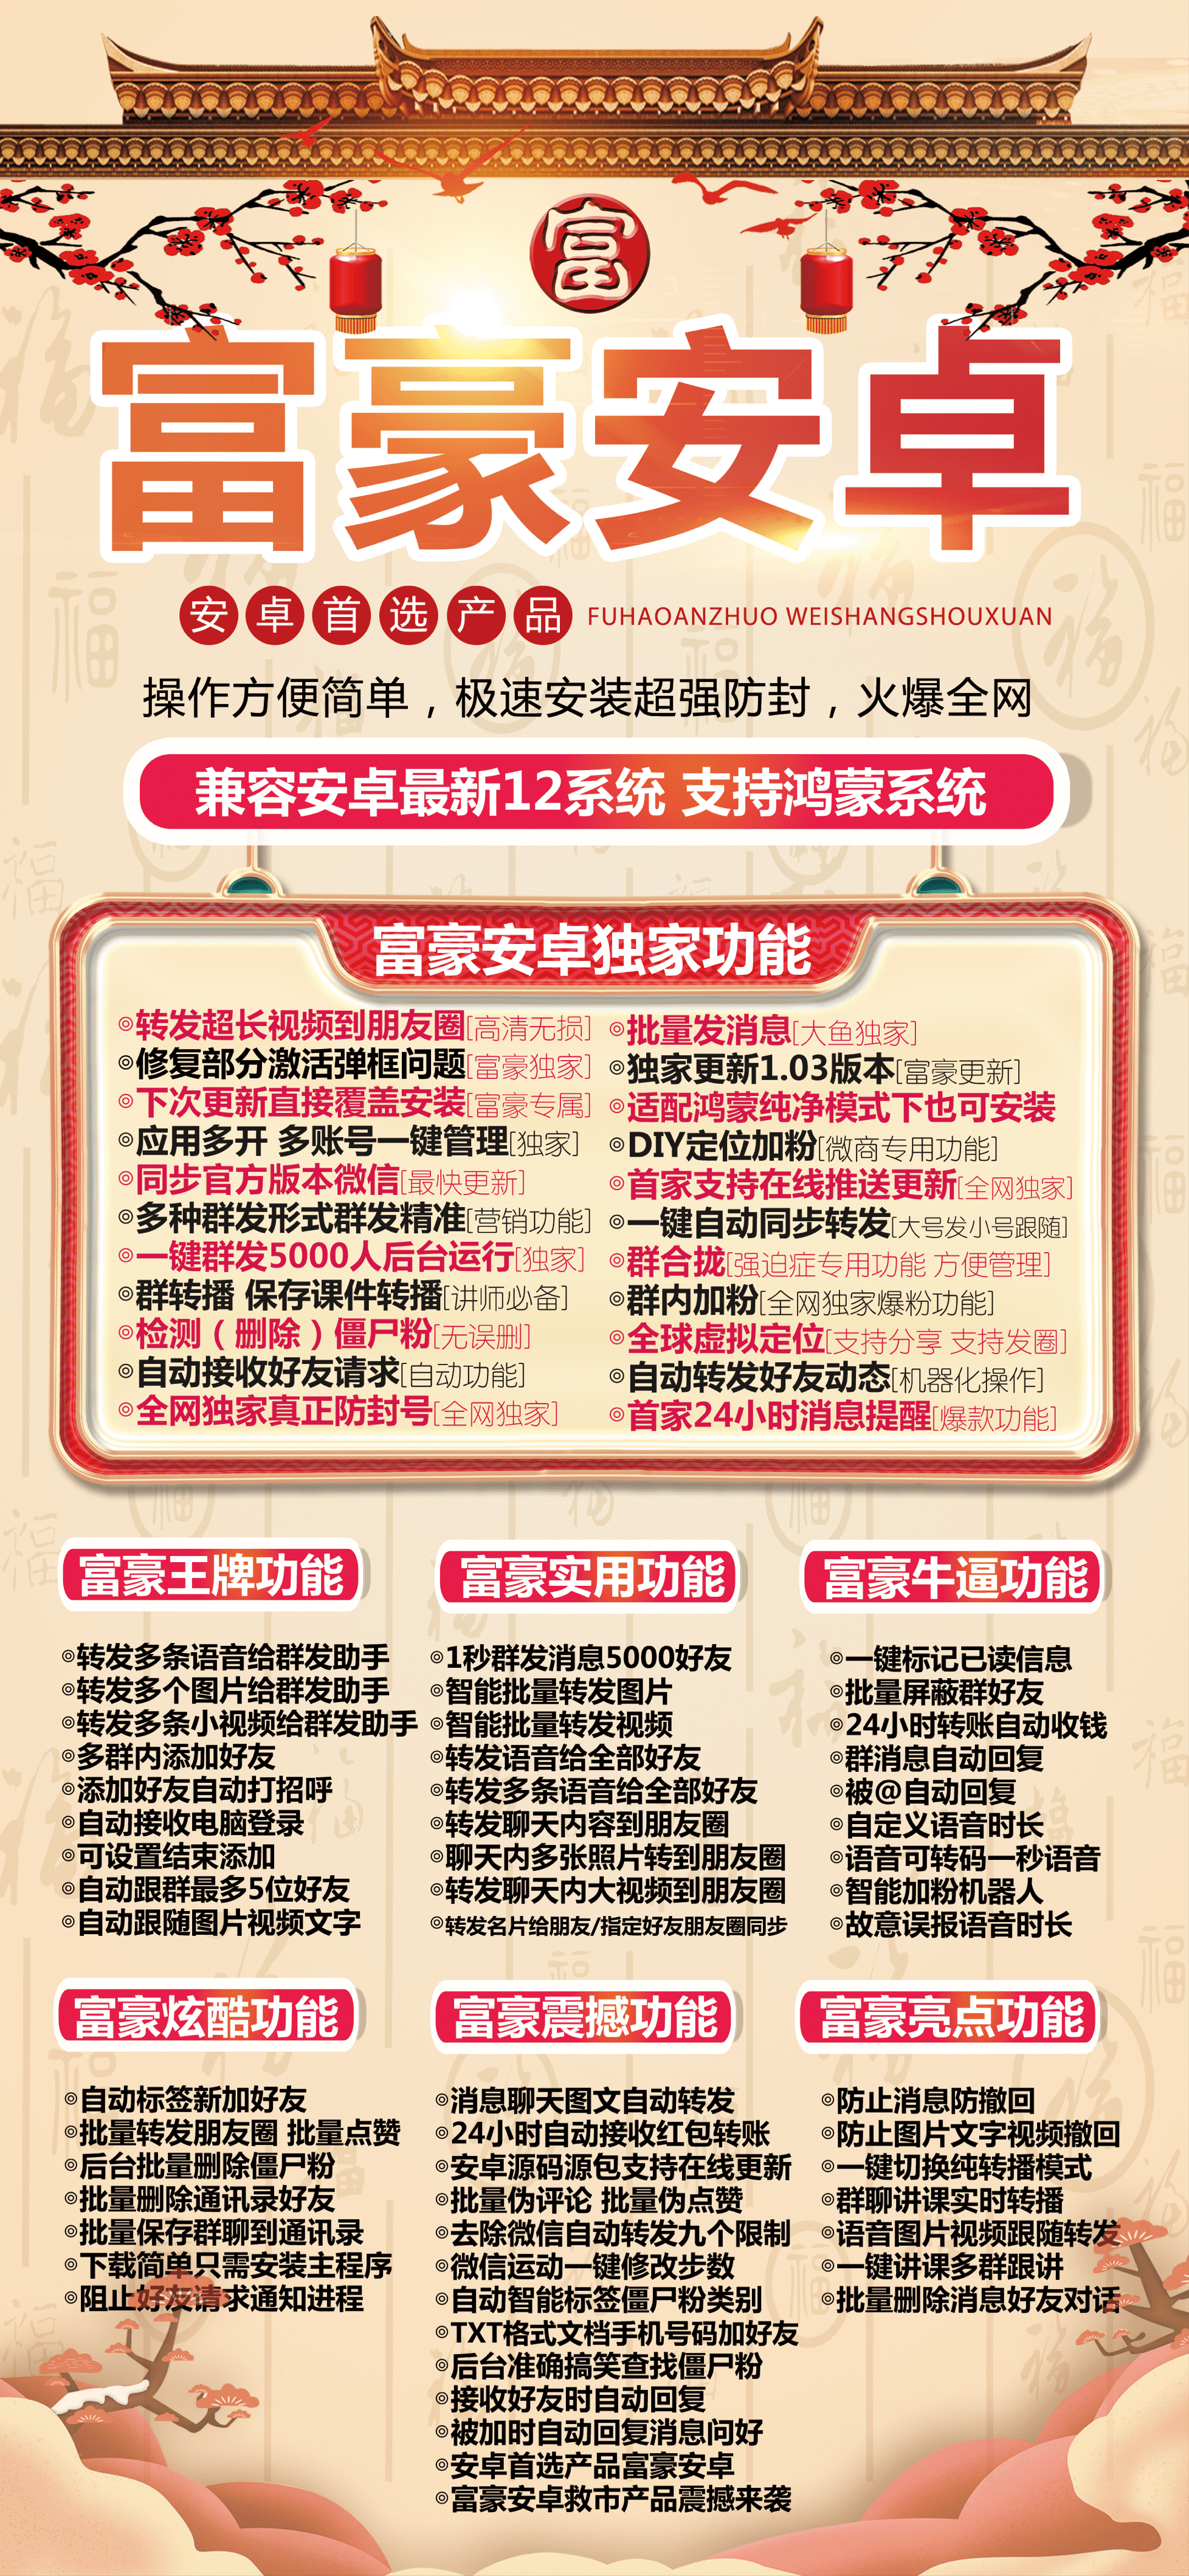 富
富豪安卓
安卓首选产品 FUHAOANZHUO WEISHANGSHOUXUAN
操作方便简单，极速安装超强防封，火爆全网
兼容安卓最新12系统 支持鸿蒙系统
富豪安卓独家功能
◎转发超长视频到朋友圈[高清无损]
◎修复部分激活弹框问题[富豪独家]
◎下次更新直接覆盖安装[富豪专属]
◎应用多开 多账号一键管理[独家]
◎同步官方版本微信[最快更新]
◎多种群发形式群发精准[营销功能]
◎一键群发5000人后台运行[独家]
◎群转播 保存课件转播[讲师必备]
◎检测（删除）僵尸粉[无误删]
◎自动接收好友请求[自动功能]
◎全网独家真正防封号[全网独家]
◎批量发消息[大鱼独家]
◎独家更新1.03版本[富豪更新]
◎适配鸿蒙纯净模式下也可安装
◎DIY定位加粉[微商专用功能]
◎首家支持在线推送更新[全网独家]
◎一键自动同步转发[大号发小号跟随]
◎群合拢[强迫症专用功能 方便管理]
◎群内加粉[全网独家爆粉功能]
◎全球虚拟定位[支持分享 支持发圈]
◎自动转发好友动态[机器化操作]
◎首家24小时消息提醒[爆款功能]
富豪王牌功能
◎转发多条语音给群发助手
◎转发多个图片给群发助手
◎转发多条小视频给群发助手
◎多群内添加好友
◎添加好友自动打招呼
◎自动接收电脑登录
◎可设置结束添加
◎自动跟群最多5位好友
◎自动跟随图片视频文字
富豪实用功能
◎1秒群发消息5000好友
◎智能批量转发图片
◎智能批量转发视频
◎转发语音给全部好友
◎转发多条语音给全部好友
◎转发聊天内容到朋友圈
◎聊天内多张照片转到朋友圈
◎转发聊天内大视频到朋友圈
◎转发名片给朋友/指定好友朋友圈同步
富豪牛逼功能
◎一键标记已读信息
◎批量屏蔽群好友
◎24小时转账自动收钱
◎群消息自动回复
◎被@自动回复
◎自定义语音时长
◎语音可转码一秒语音
◎智能加粉机器人
◎故意误报语音时长
富豪炫酷功能
◎自动标签新加好友
◎批量转发朋友圈 批量点赞
◎后台批量删除僵尸粉
◎批量删除通讯录好友
◎批量保存群聊到通讯录
◎下载简单只需安装主程序
◎阻止好友请求通知进程
富豪震撼功能
◎消息聊天图文自动转发
◎24小时自动接收红包转账
◎安卓源码源包支持在线更新
◎批量伪评论 批量伪点赞
◎去除微信自动转发九个限制
◎微信运动一键修改步数
◎自动智能标签僵尸粉类别
◎TXT格式文档手机号码加好友
◎后台准确搞笑查找僵尸粉
◎接收好友时自动回复
◎被加时自动回复消息问好
◎安卓首选产品富豪安卓
◎富豪安卓救市产品震撼来袭
富豪亮点功能
◎防止消息防撤回
◎防止图片文字视频撤回
◎一键切换纯转播模式
◎群聊讲课实时转播
◎语音图片视频跟随转发
◎一键讲课多群跟讲
◎批量删除消息好友对话